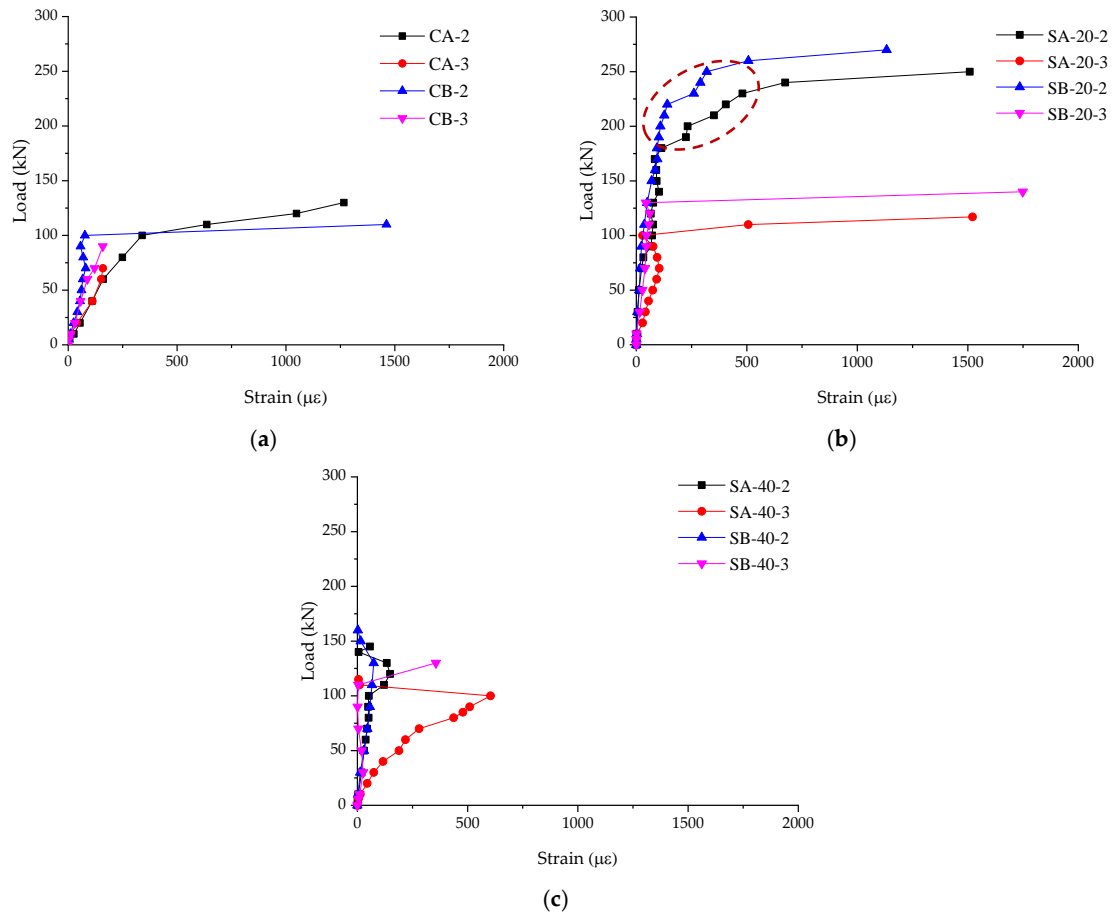 300
250
200
150
100
50
0
Load (kN)
0
500
1000
1500
2000
Strain (με)
CA-2
CA-3
CB-2
CB-3
(a)
300
250
200
150
100
50
0
Load (kN)
0
500
1000
1500
2000
Strain (με)
SA-20-2
SA-20-3
SB-20-2
SB-20-3
(b)
300
250
200
150
100
50
0
Load (kN)
0
500
1000
1500
2000
Strain (με)
SA-40-2
SA-40-3
SB-40-2
SB-40-3
(c)